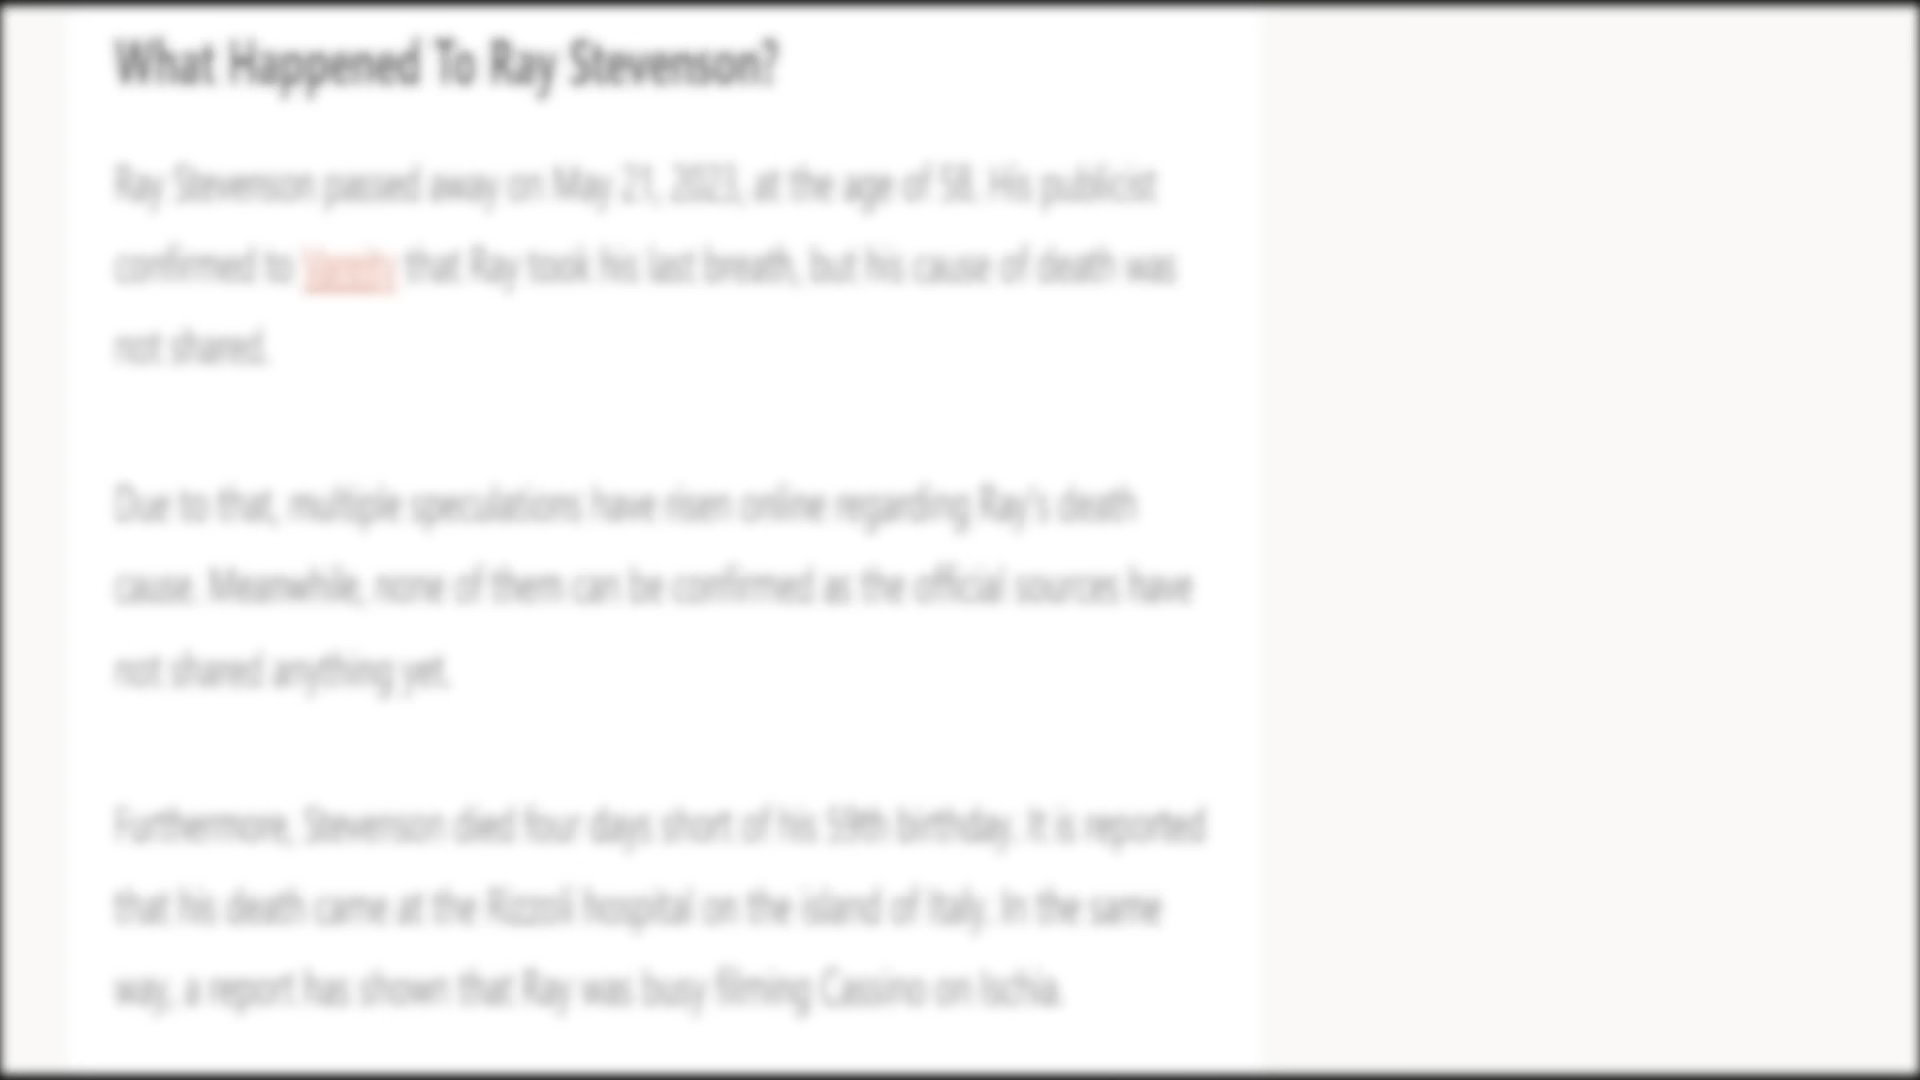 What Happened To Ray Stevenson?
Ray Stevenson passed away on May 21, 2023, at the age of 58. His publicist
confirmed to that Ray took his last breath, but his cause of death was
not shared.
Due to that, multiple speculations have risen online regarding Ray's death
cause. Meanwhile, none of them can be confirmed as the official sources have
not shared anything yet.
Furthermore, Stevenson died four days short of his 59th birthday. It is reported
that his death came at the Rizzoli hospital on the island of Italy. In the same
way, a report has shown that Ray was busy filming Cassino on Ischia.